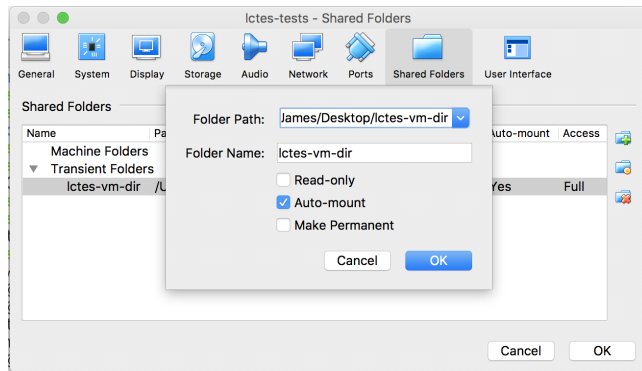 lctes-tests - Shared Folders
General System Display Storage Audio Network Ports Shared Folders User Interface
Shared Folders
Name Pa Auto-mount Access
Machine Folders
Transient Folders
lctes-vm-dir /U Yes Full
Folder Path: James/Desktop/lctes-vm-dir
Folder Name: lctes-vm-dir
Read-only
Auto-mount
Make Permanent
Cancel OK
Cancel OK